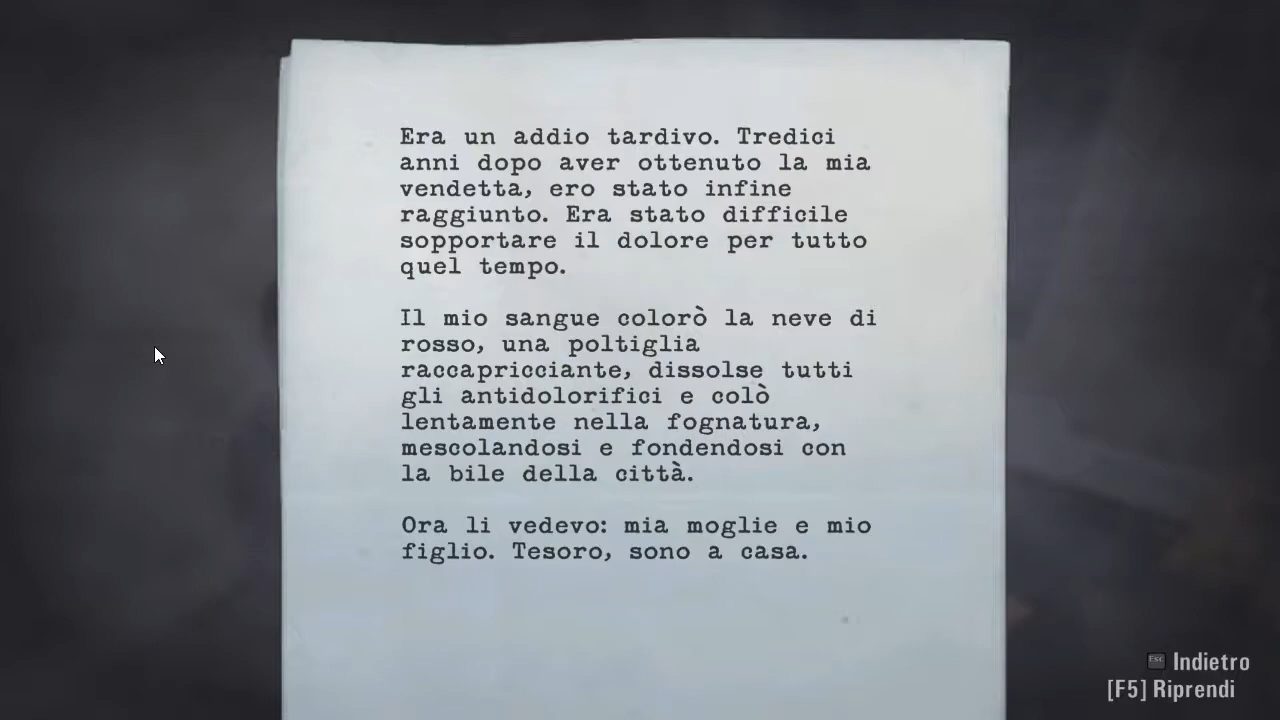 Era un addio tardivo. Tredici
anni dopo aver ottenuto la mia
vendetta, ero stato infine
raggiunto. Era stato difficile
sopportare il dolore per tutto
quel tempo.
Il mio sangue colorò la neve di
rosso, una poltiglia
raccapricciante, dissolse tutti
gli antidolorifici e colò
lentamente nella fognatura,
mescolandosi e fondendosi con
la bile della città.
Ora li vedevo: mia moglie e mio
figlio. Tesoro, sono a casa.
Esc Indietro
[F5] Riprendi